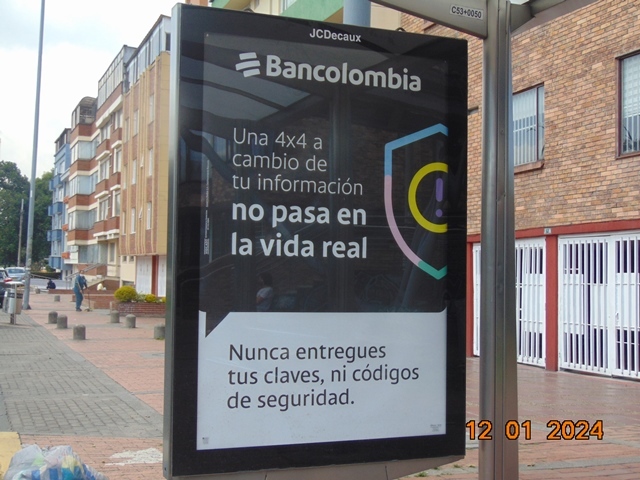 C53+0050
JCDecaux
Bancolombia
Una 4x4 a
cambio de
tu información
no pasa en
la vida real
Nunca entregues
tus claves, ni códigos
de seguridad.
12 01 2024